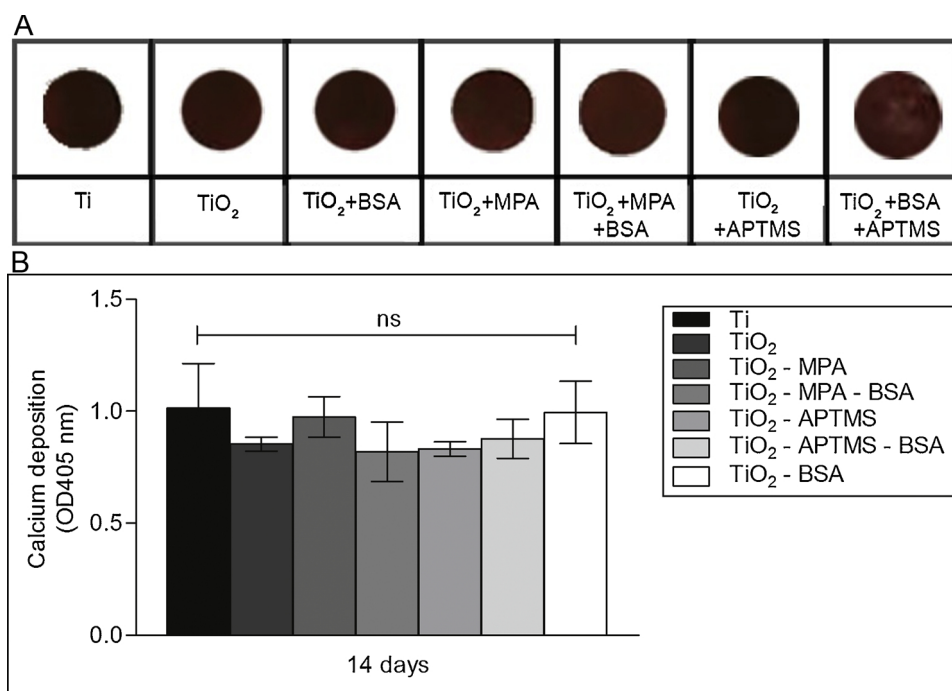 A
Ti
TiO₂
TiO₂+BSA
TiO₂+MPA
TiO₂+MPA
+BSA
TiO₂
+APTMS
TiO₂+BSA
+APTMS
B
Calcium deposition
(OD405 nm)
1.5
1.0
0.5
0.0
ns
14 days
Ti
TiO₂
TiO₂ - MPA
TiO₂ - MPA - BSA
TiO₂ - APTMS
TiO₂ - APTMS - BSA
TiO₂ - BSA